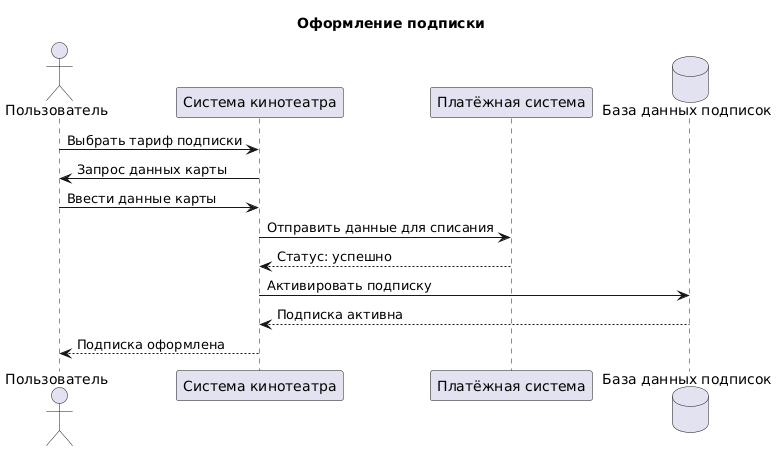 Оформление подписки
Пользователь
Система кинотеатра
Платёжная система
База данных подписок
Выбрать тариф подписки
Запрос данных карты
Ввести данные карты
Отправить данные для списания
Статус: успешно
Активировать подписку
Подписка активна
Подписка оформлена
Пользователь
Система кинотеатра
Платёжная система
База данных подписок